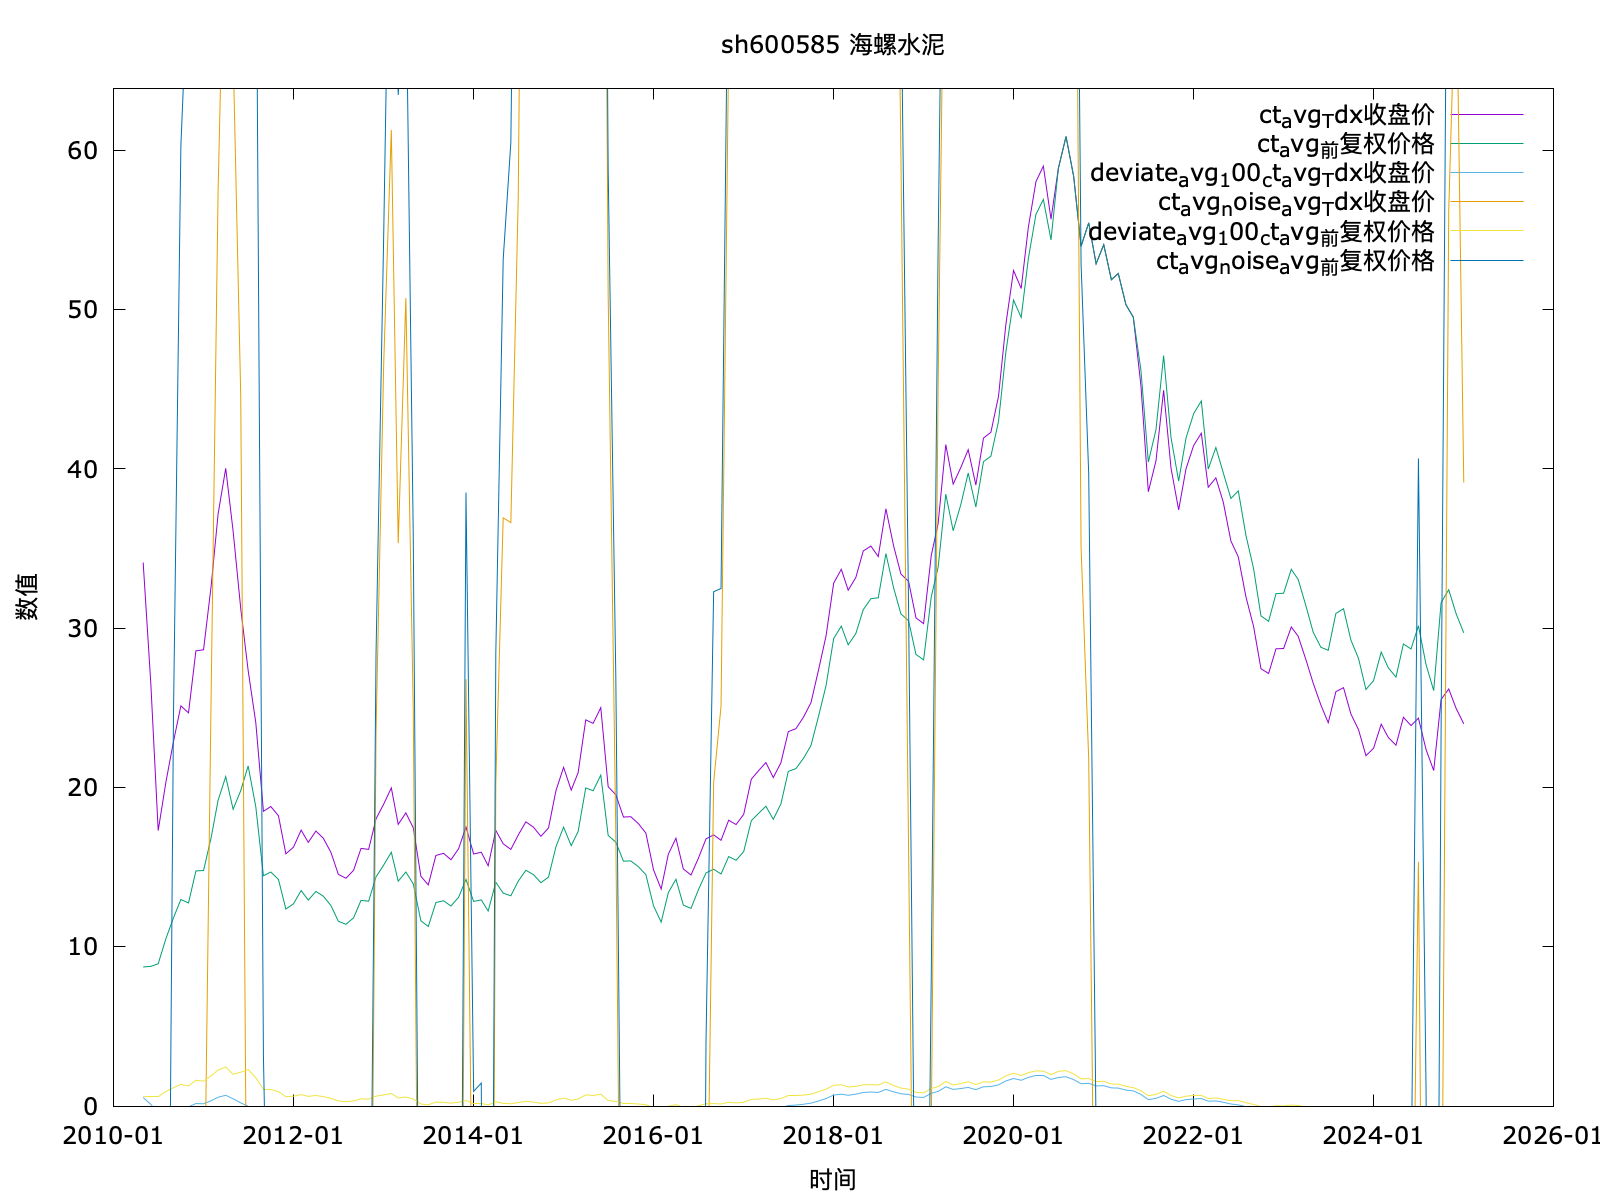 sh600585 海螺水泥
ct_avg_Tdx收盘价
ct_avg_前复权价格
deviate_avg_100_ct_avg_Tdx收盘价
ct_avg_noise_avg_Tdx收盘价
deviate_avg_100_ct_avg_前复权价格
ct_avg_noise_avg_前复权价格
60
50
40
30
20
10
0
数值
2010-01 2012-01 2014-01 2016-01 2018-01 2020-01 2022-01 2024-01 2026-01
时间